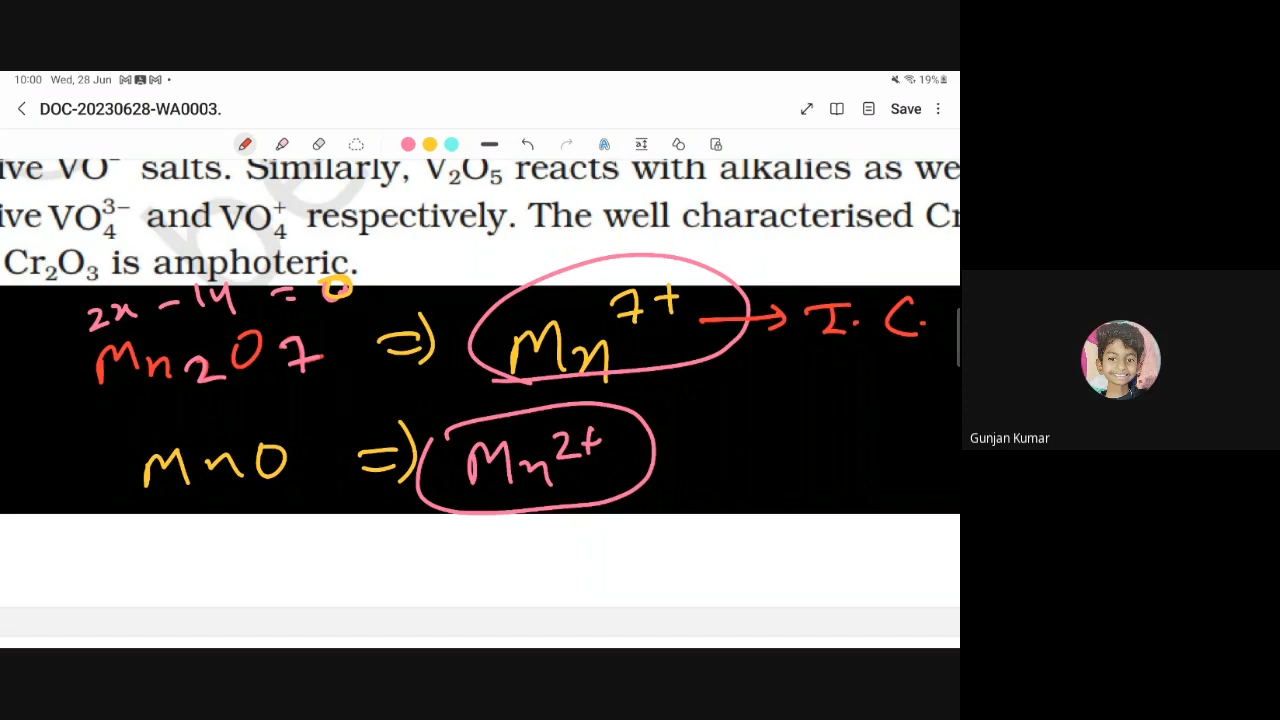 10:00 Wed, 28 Jun 19%
DOC-20230628-WA0003. Save
ive VO salts. Similarly, V₂O₅ reacts with alkalies as we
ive VO₄³⁻ and VO₄⁺ respectively. The well characterised Cr
Cr₂O₃ is amphoteric.
2x - 14 = 0
Mn₂O₇ ⇒ Mn⁷⁺ → I. C.
MnO ⇒ Mn²⁺
Gunjan Kumar